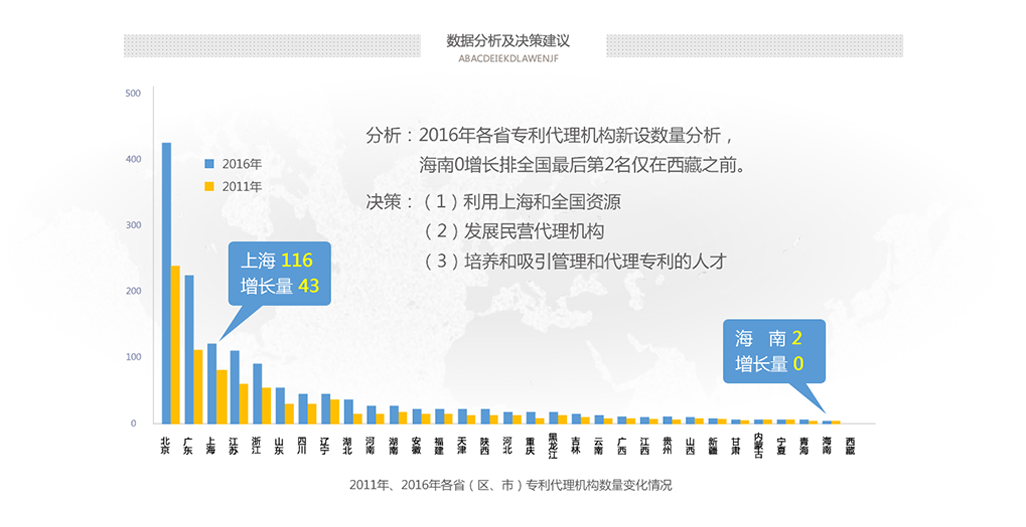 数据分析及决策建议
ABACDEIEKDLAWENJF
500
400
300
200
100
0
2016年
2011年
分析：2016年各省专利代理机构新设数量分析，
海南0增长排全国最后第2名仅在西藏之前。
决策：（1）利用上海和全国资源
（2）发展民营代理机构
（3）培养和吸引管理和代理专利的人才
上海 116
增长量 43
海 南 2
增长量 0
北京 广东 上海 江苏 浙江 山东 四川 辽宁 湖北 河南 湖南 安徽 福建 天津 陕西 河北 重庆 黑龙江 吉林 云南 广西 江西 贵州 山西 新疆 甘肃 内蒙古 宁夏 青海 海南 西藏
2011年、2016年各省（区、市）专利代理机构数量变化情况